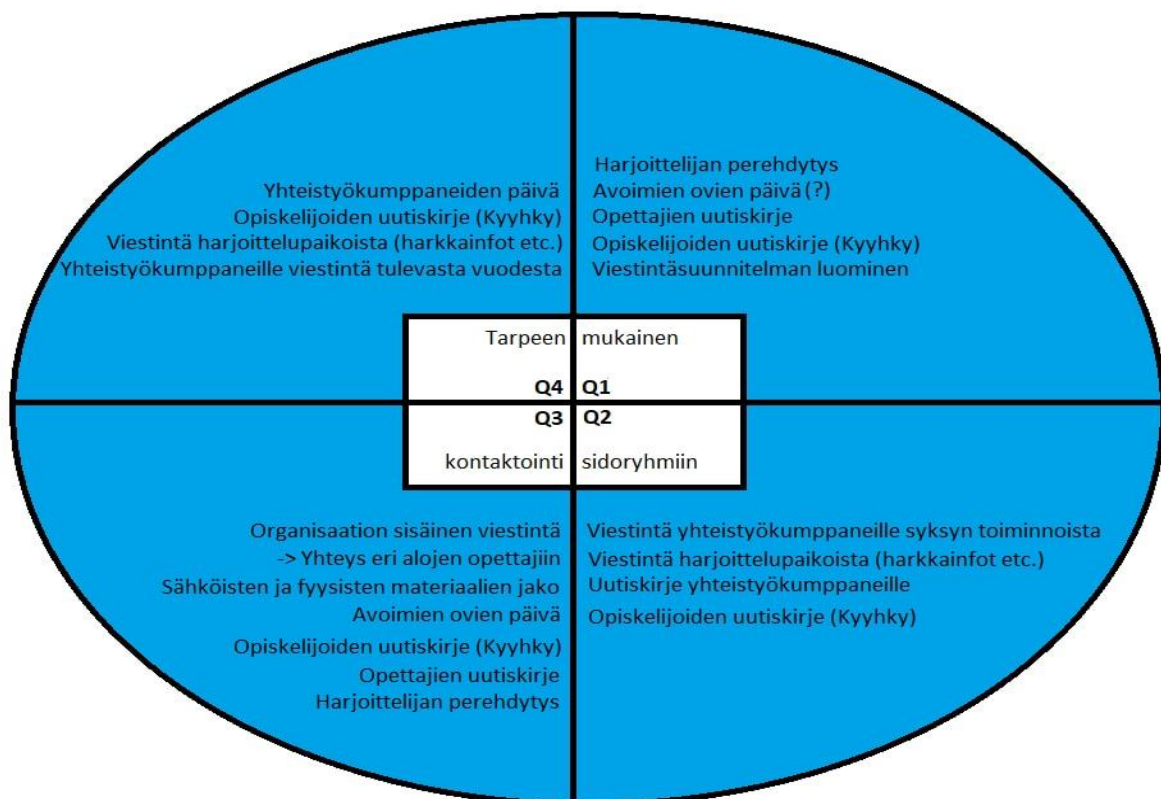 Yhteistyökumppaneiden päivä
Opiskelijoiden uutiskirje (Kyyhky)
Viestintä harjoittelupaikoista (harkkainfot etc.)
Yhteistyökumppaneille viestintä tulevasta vuodesta
Harjoittelijan perehdytys
Avoimien ovien päivä (?)
Opettajien uutiskirje
Opiskelijoiden uutiskirje (Kyyhky)
Viestintäsuunnitelman luominen
Tarpeen mukainen
Q4 Q1
Q3 Q2
kontaktointi sidoryhmiin
Organisaation sisäinen viestintä
-> Yhteys eri alojen opettajiin
Sähköisten ja fyysisten materiaalien jako
Avoimien ovien päivä
Opiskelijoiden uutiskirje (Kyyhky)
Opettajien uutiskirje
Harjoittelijan perehdytys
Viestintä yhteistyökumppaneille syksyn toiminnoista
Viestintä harjoittelupaikoista (harkkainfot etc.)
Uutiskirje yhteistyökumppaneille
Opiskelijoiden uutiskirje (Kyyhky)